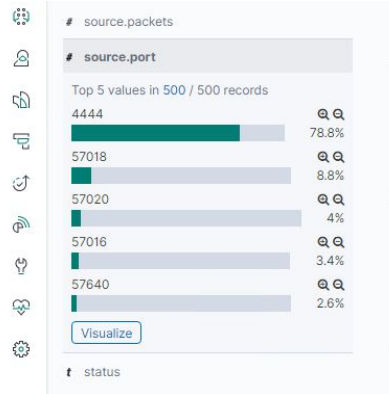 # source.packets
# source.port
Top 5 values in 500 / 500 records
4444
78.8%
57018
8.8%
57020
4%
57016
3.4%
57640
2.6%
Visualize
t status